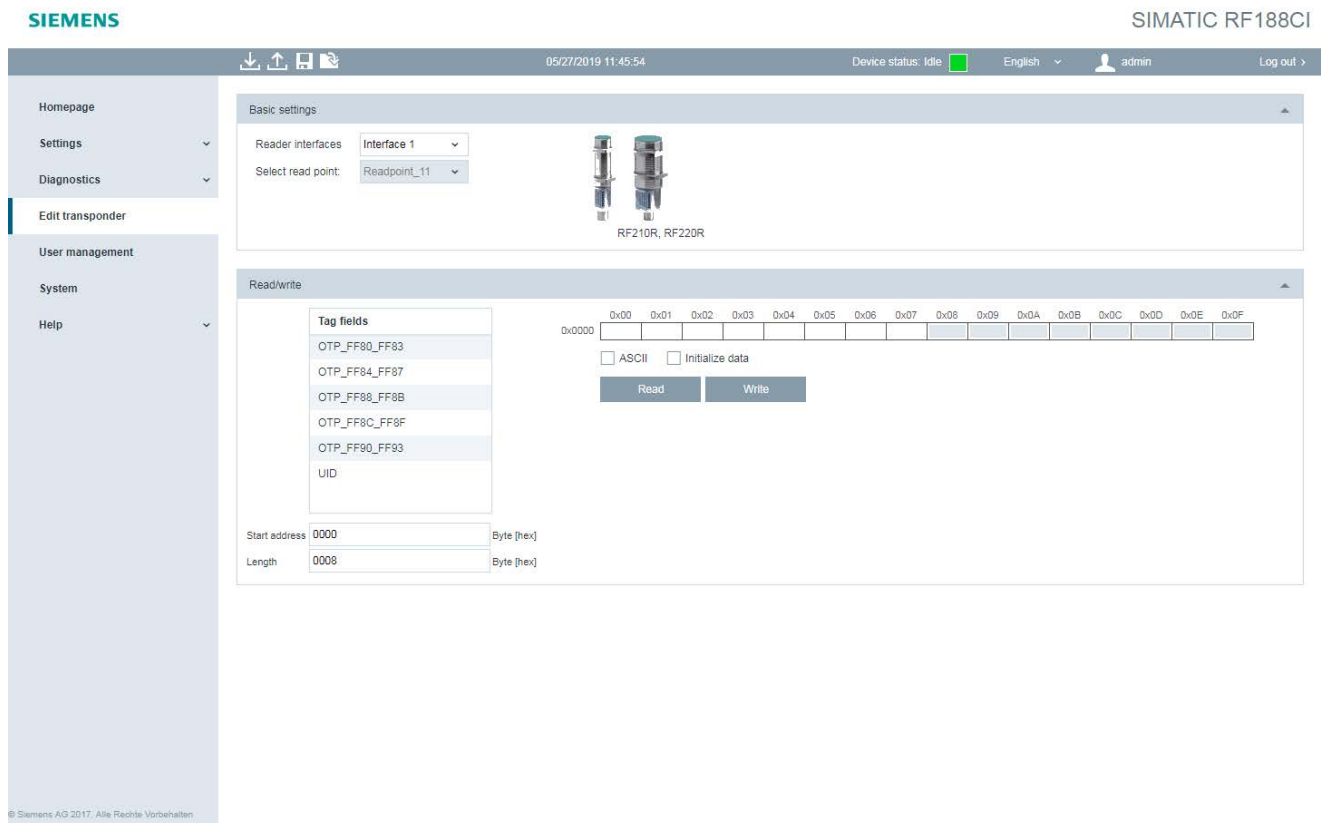 SIEMENS
SIMATIC RF188CI
05/27/2019 11:45:54
Device status: Idle
English
admin
Log out ›
Homepage
Settings
Diagnostics
Edit transponder
User management
System
Help
Basic settings
Reader interfaces Interface 1
Select read point: Readpoint_11
RF210R, RF220R
Read/write
Tag fields
OTP_FF80_FF83
OTP_FF84_FF87
OTP_FF88_FF8B
OTP_FF8C_FF8F
OTP_FF90_FF93
UID
Start address 0000 Byte [hex]
Length 0008 Byte [hex]
0x00 0x01 0x02 0x03 0x04 0x05 0x06 0x07 0x08 0x09 0x0A 0x0B 0x0C 0x0D 0x0E 0x0F
0x0000
ASCII Initialize data
Read Write
© Siemens AG 2017. Alle Rechte Vorbehalten